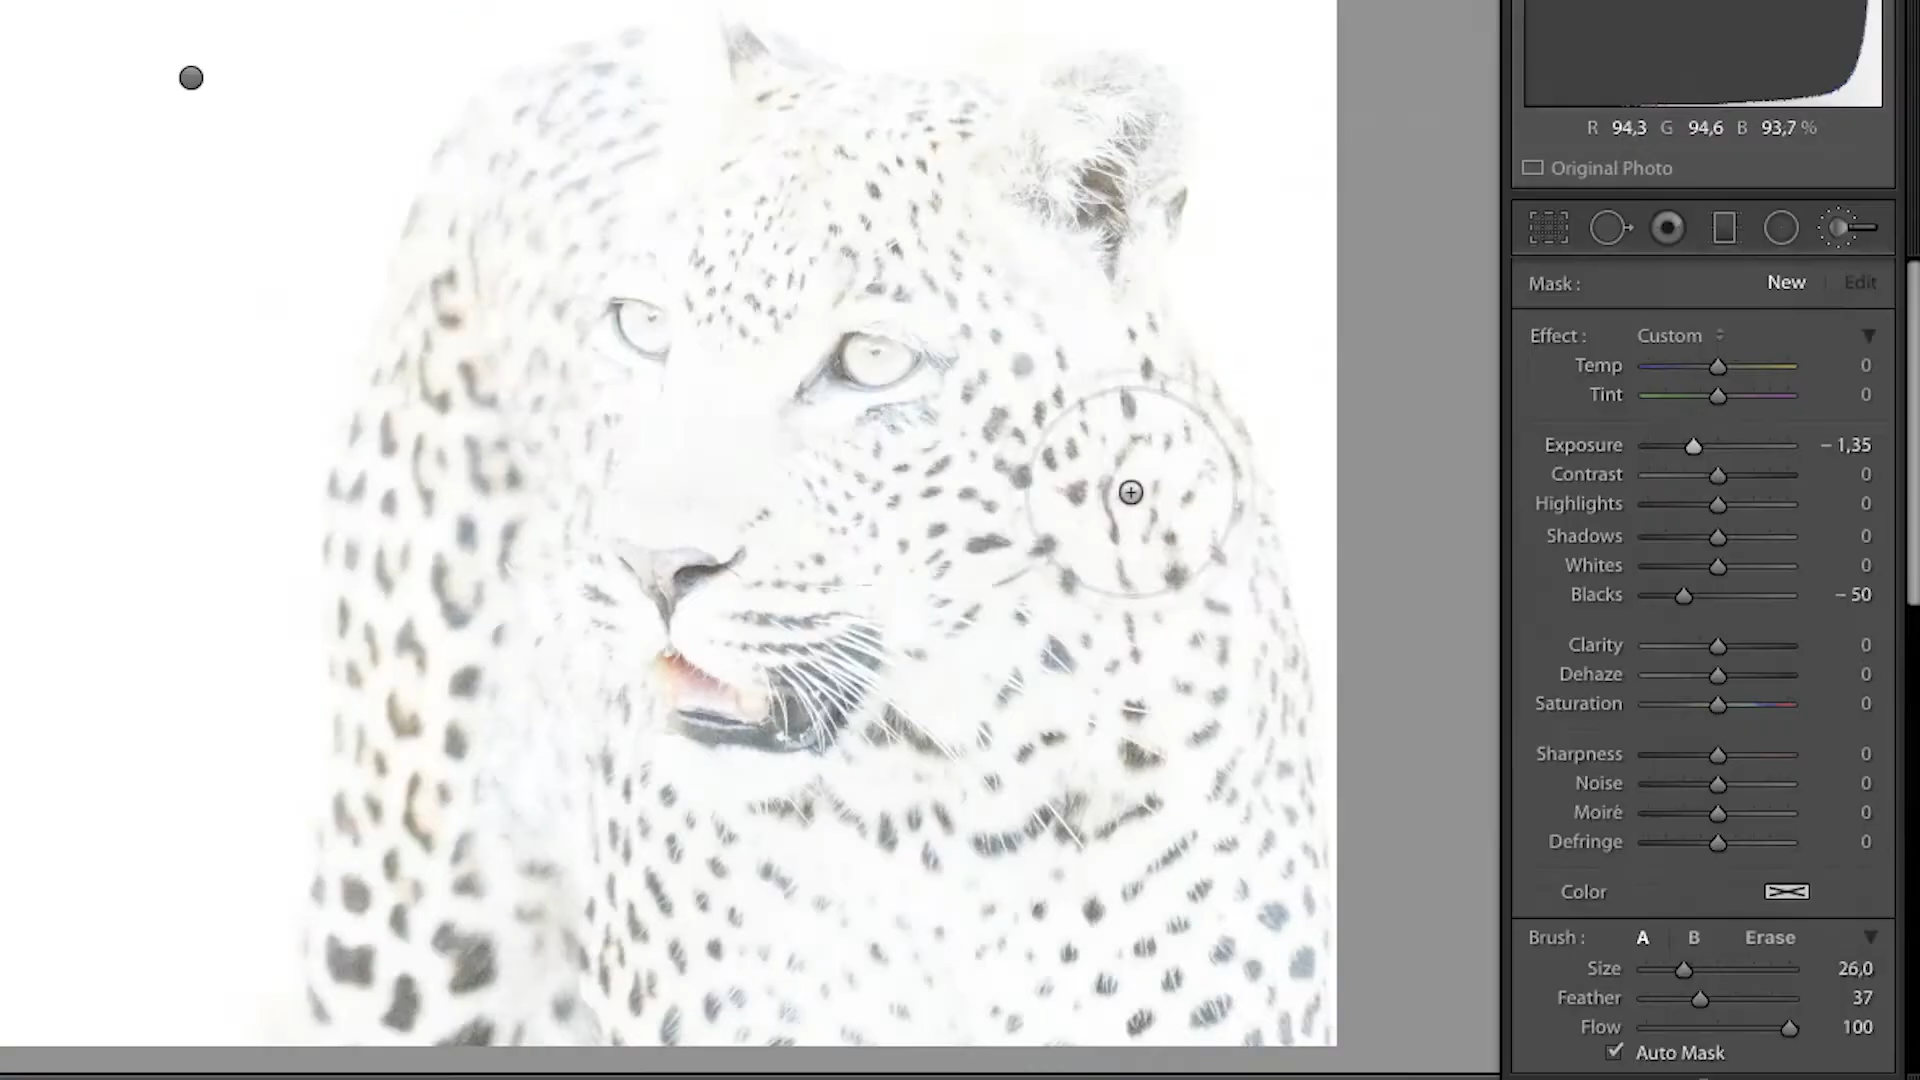 R 94,3 G 94,6 B 93,7 %
Original Photo
Mask : New Edit
Effect : Custom
Temp 0
Tint 0
Exposure – 1,35
Contrast 0
Highlights 0
Shadows 0
Whites 0
Blacks – 50
Clarity 0
Dehaze 0
Saturation 0
Sharpness 0
Noise 0
Moiré 0
Defringe 0
Color
Brush : A B Erase
Size 26,0
Feather 37
Flow 100
Auto Mask